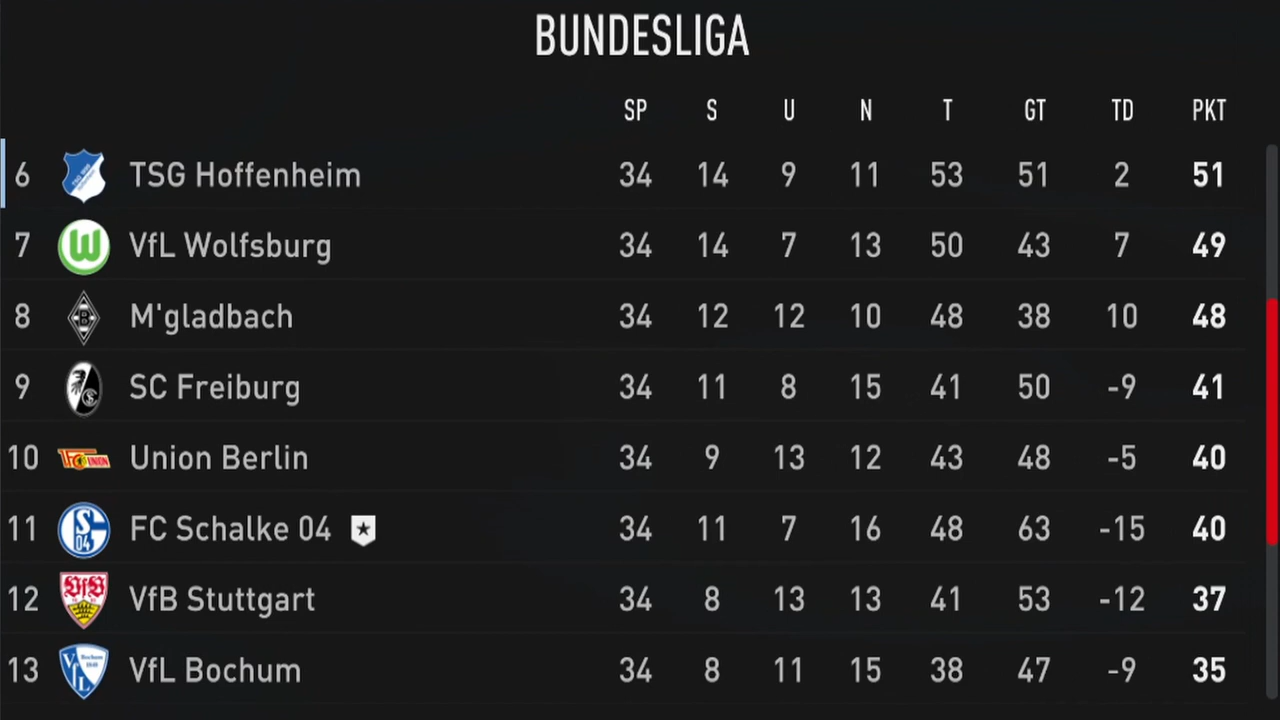 BUNDESLIGA
SP S U N T GT TD PKT
6 TSG Hoffenheim 34 14 9 11 53 51 2 51
7 VfL Wolfsburg 34 14 7 13 50 43 7 49
8 M'gladbach 34 12 12 10 48 38 10 48
9 SC Freiburg 34 11 8 15 41 50 -9 41
10 Union Berlin 34 9 13 12 43 48 -5 40
11 FC Schalke 04 34 11 7 16 48 63 -15 40
12 VfB Stuttgart 34 8 13 13 41 53 -12 37
13 VfL Bochum 34 8 11 15 38 47 -9 35